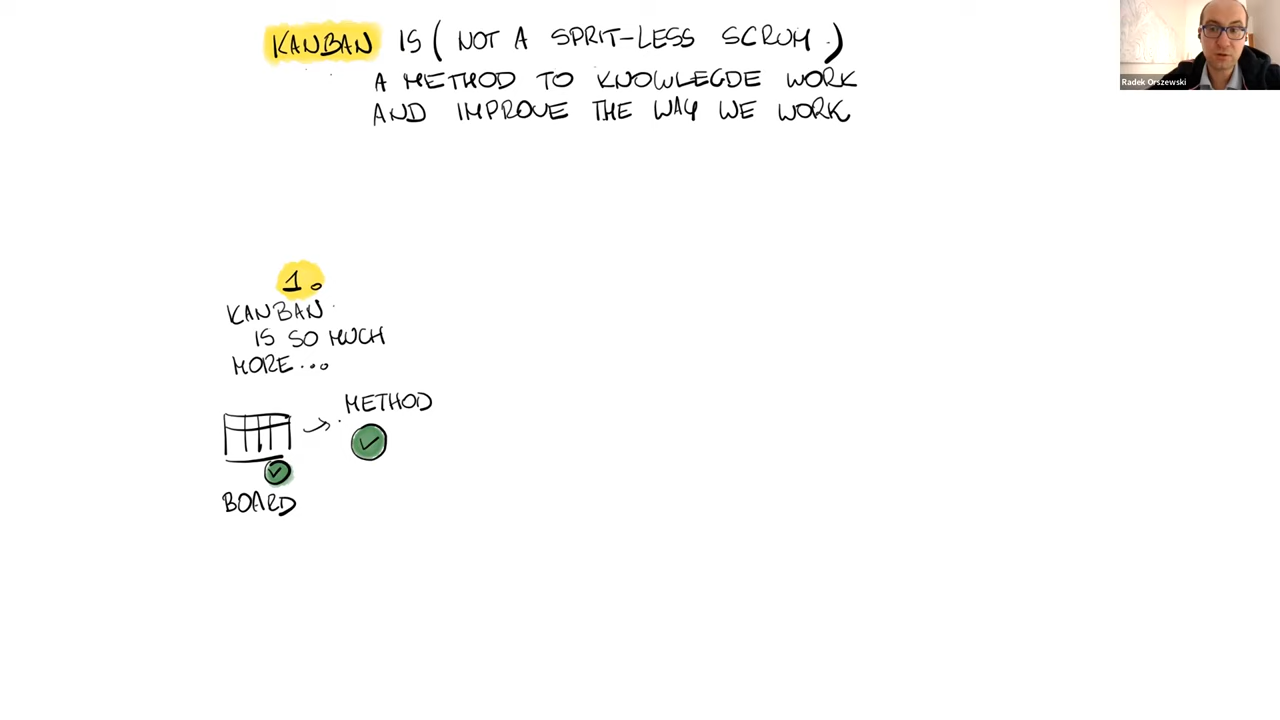 KANBAN IS (NOT A SPRIT-LESS SCRUM.)
A METHOD TO KNOWLEGDE WORK
AND IMPROVE THE WAY WE WORK
Radek Orszewski
1.
KANBAN
IS SO MUCH
MORE...
METHOD
BOARD